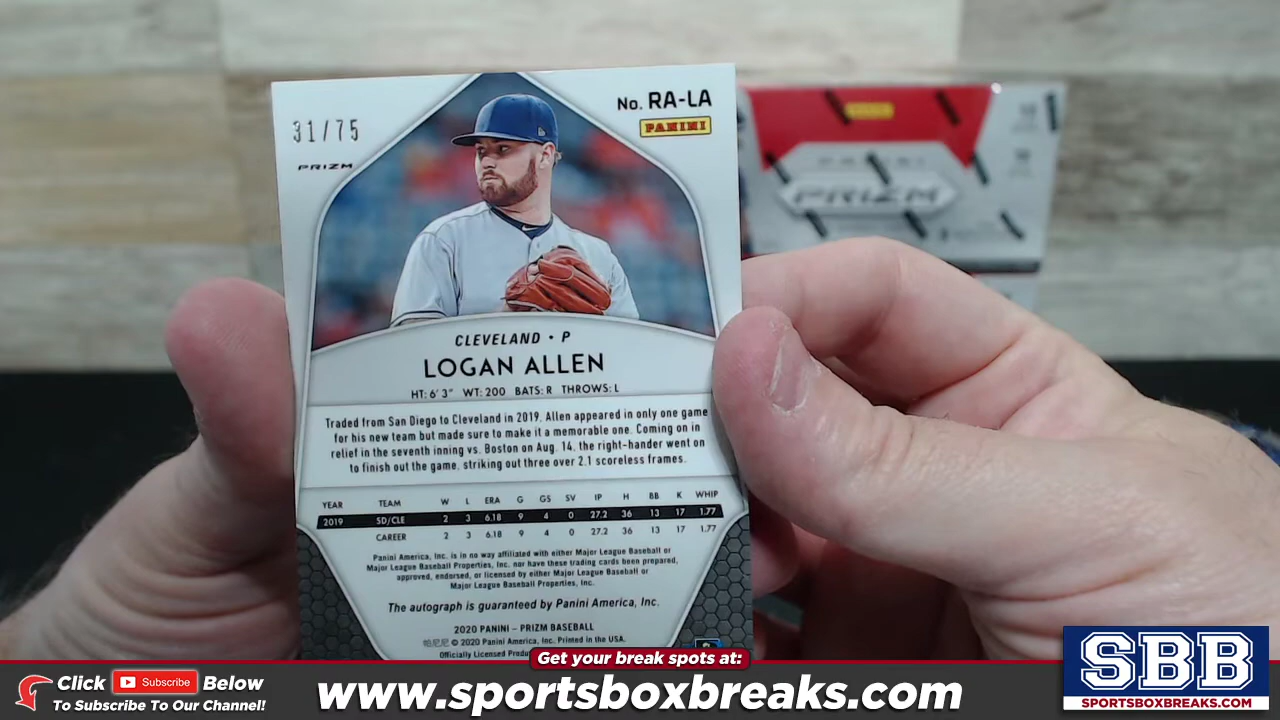 31/75
PRIZM
No. RA-LA
PANINI
PRIZM
CLEVELAND • P
LOGAN ALLEN
HT: 6' 3" WT: 200 BATS: R THROWS: L
Traded from San Diego to Cleveland in 2019, Allen appeared in only one game
for his new team but made sure to make it a memorable one. Coming on in
relief in the seventh inning vs. Boston on Aug. 14, the right-hander went on
to finish out the game, striking out three over 2.1 scoreless frames.
YEAR TEAM W L ERA G GS SV IP H BB K WHIP
2019 SD/CLE 2 3 6.18 9 4 0 27.2 36 13 17 1.77
CAREER 2 3 6.18 9 4 0 27.2 36 13 17 1.77
Panini America, Inc. is in no way affiliated with either Major League Baseball or
Major League Baseball Properties, Inc. nor have these trading cards been prepared,
approved, endorsed, or licensed by either Major League Baseball or
Major League Baseball Properties, Inc.
The autograph is guaranteed by Panini America, Inc.
2020 PANINI – PRIZM BASEBALL
帕尼尼 © 2020 Panini America, Inc. Printed in the USA.
Officially Licensed
Get your break spots at:
Click Subscribe Below
To Subscribe To Our Channel!
www.sportsboxbreaks.com
SBB
SPORTSBOXBREAKS.COM